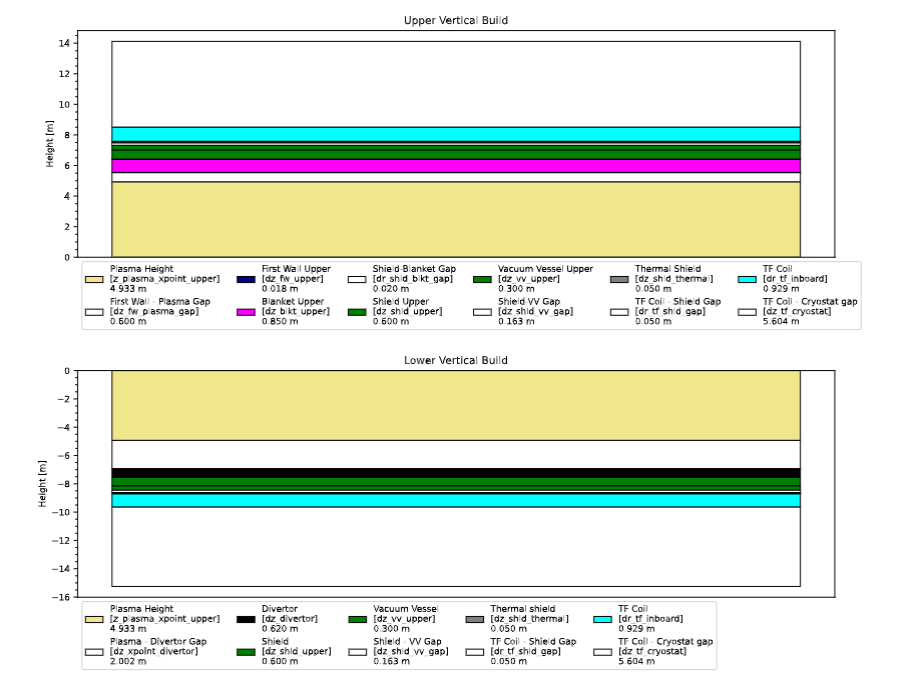 Upper Vertical Build
14
12
10
8
6
4
2
0
Height [m]
Plasma Height First Wall Upper Shield-Blanket Gap Vacuum Vessel Upper Thermal Shield TF Coil
[z_plasma_xpoint_upper] [dz_fw_upper] [dr_shld_blkt_gap] [dz_vv_upper] [dz_shld_thermal] [dr_tf_inboard]
4.933 m 0.018 m 0.020 m 0.300 m 0.050 m 0.929 m
First Wall - Plasma Gap Blanket Upper Shield Upper Shield-VV Gap TF Coil - Shield Gap TF Coil - Cryostat gap
[dz_fw_plasma_gap] [dz_blkt_upper] [dz_shld_upper] [dz_shld_vv_gap] [dr_tf_shld_gap] [dz_tf_cryostat]
0.600 m 0.850 m 0.600 m 0.163 m 0.050 m 5.604 m
Lower Vertical Build
0
−2
−4
−6
−8
−10
−12
−14
−16
Height [m]
Plasma Height Divertor Vacuum Vessel Thermal shield TF Coil
[z_plasma_xpoint_upper] [dz_divertor] [dz_vv_upper] [dz_shld_thermal] [dr_tf_inboard]
4.933 m 0.620 m 0.300 m 0.050 m 0.929 m
Plasma - Divertor Gap Shield Shield - VV Gap TF Coil - Shield Gap TF Coil - Cryostat gap
[dz_xpoint_divertor] [dz_shld_upper] [dz_shld_vv_gap] [dr_tf_shld_gap] [dz_tf_cryostat]
2.002 m 0.600 m 0.163 m 0.050 m 5.604 m